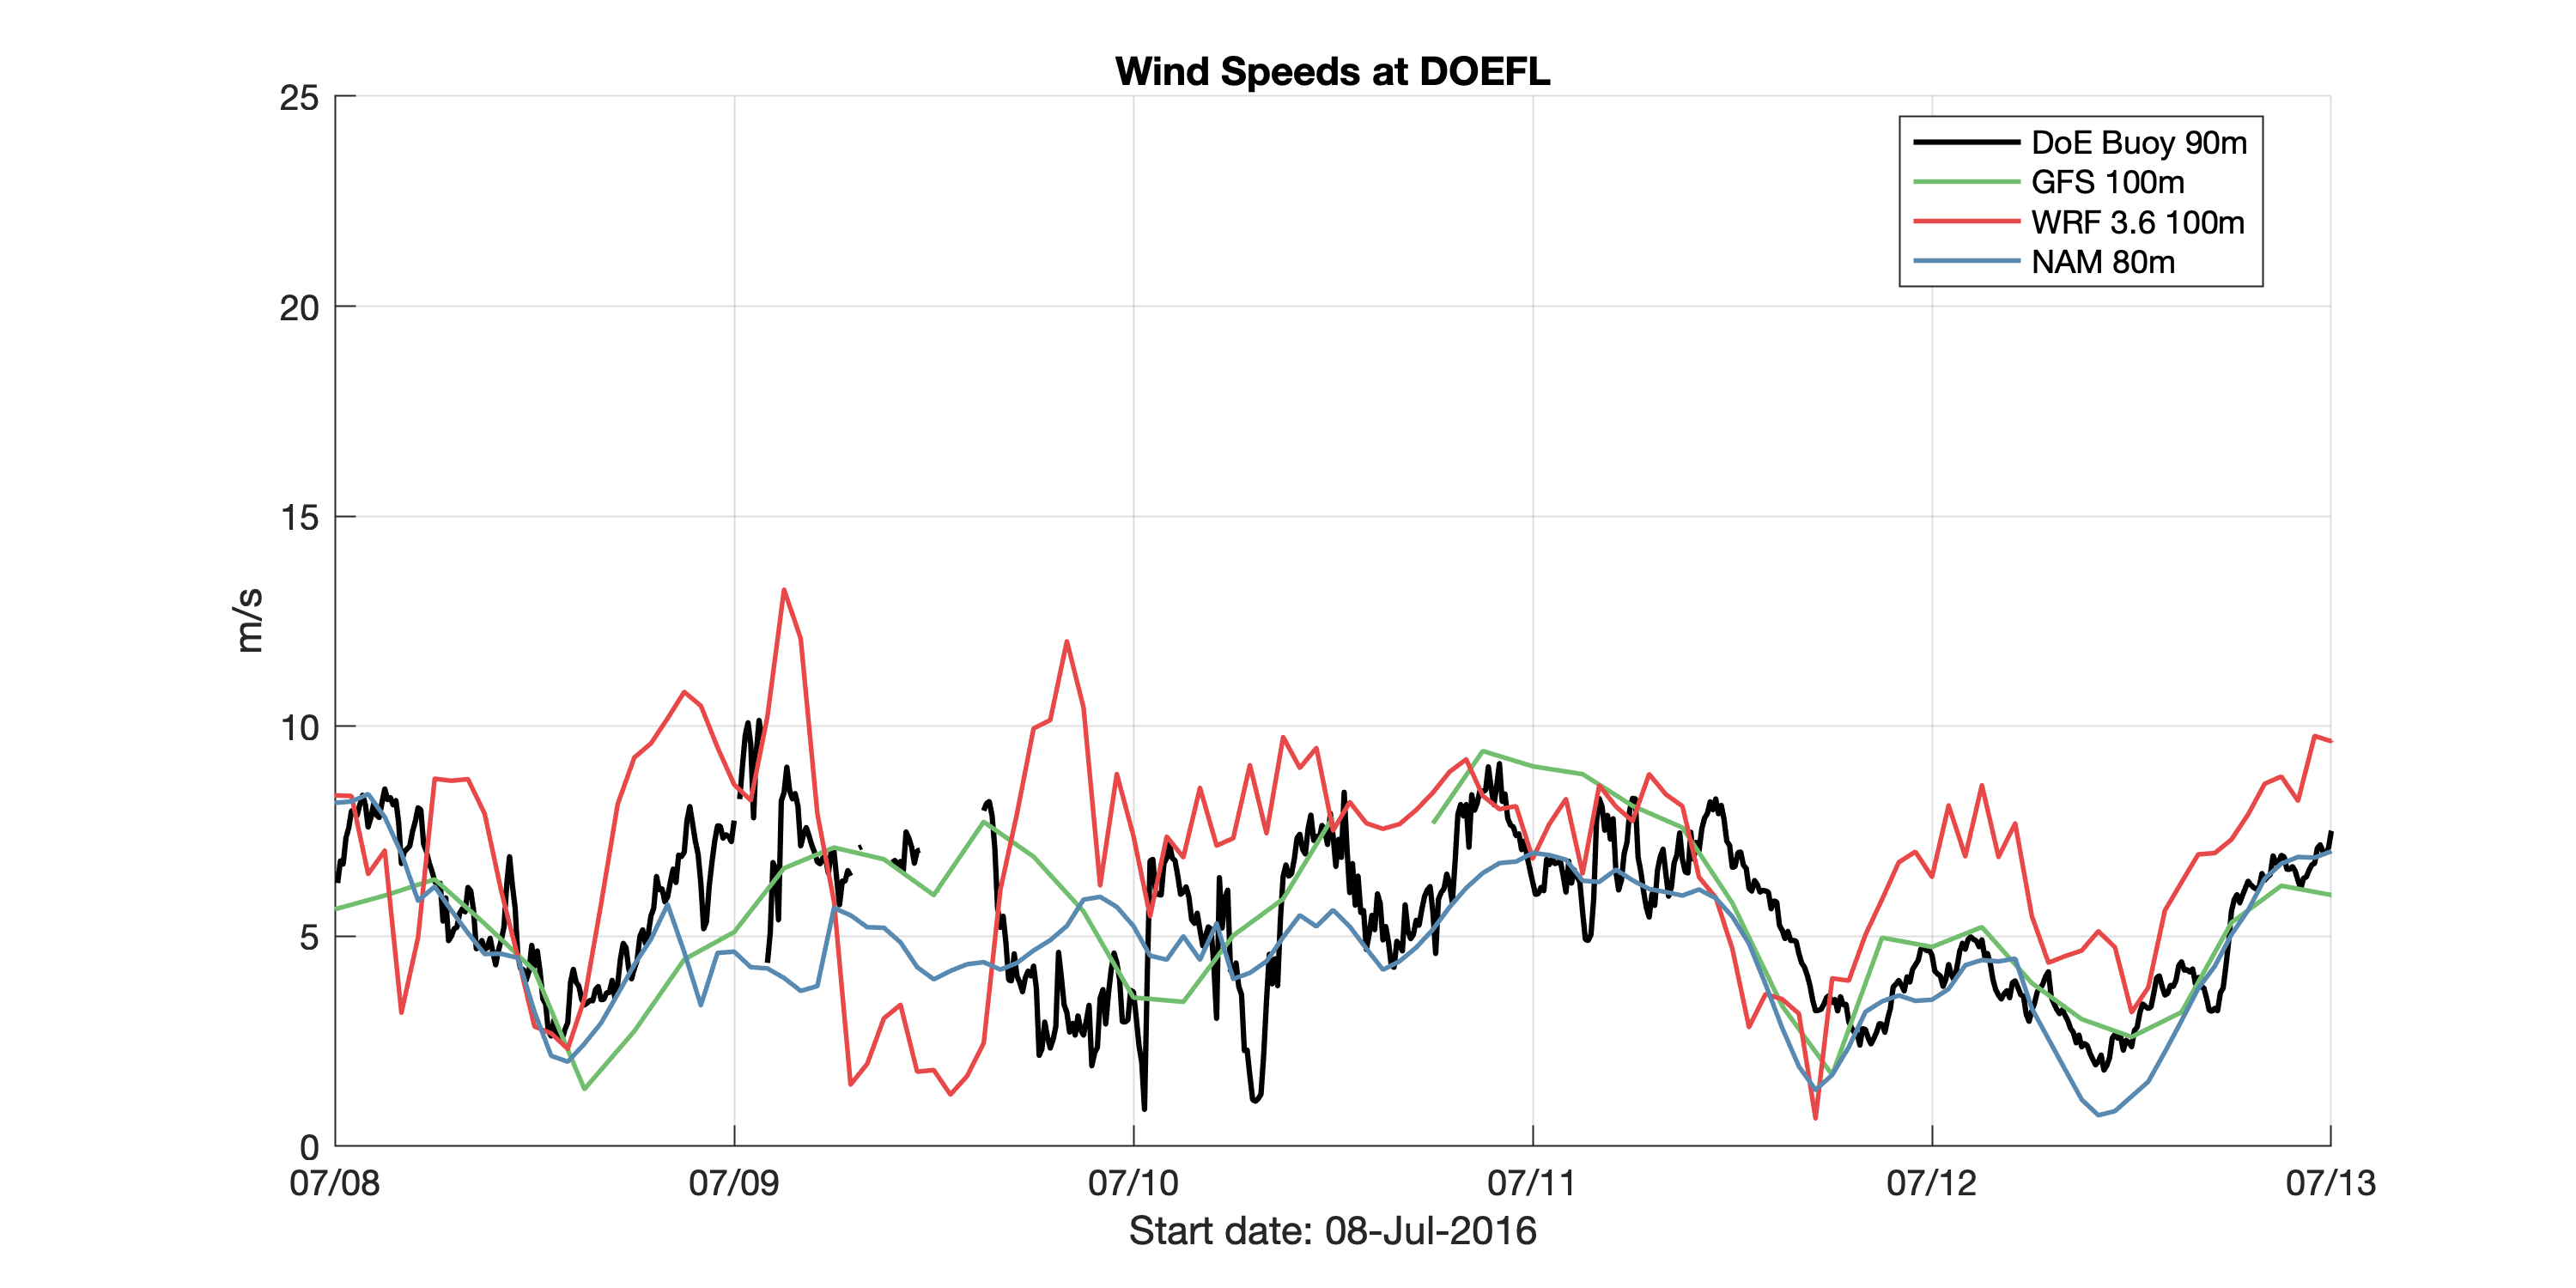 Wind Speeds at DOEFL
25
20
15
10
5
0
m/s
DoE Buoy 90m
GFS 100m
WRF 3.6 100m
NAM 80m
07/08 07/09 07/10 07/11 07/12 07/13
Start date: 08-Jul-2016